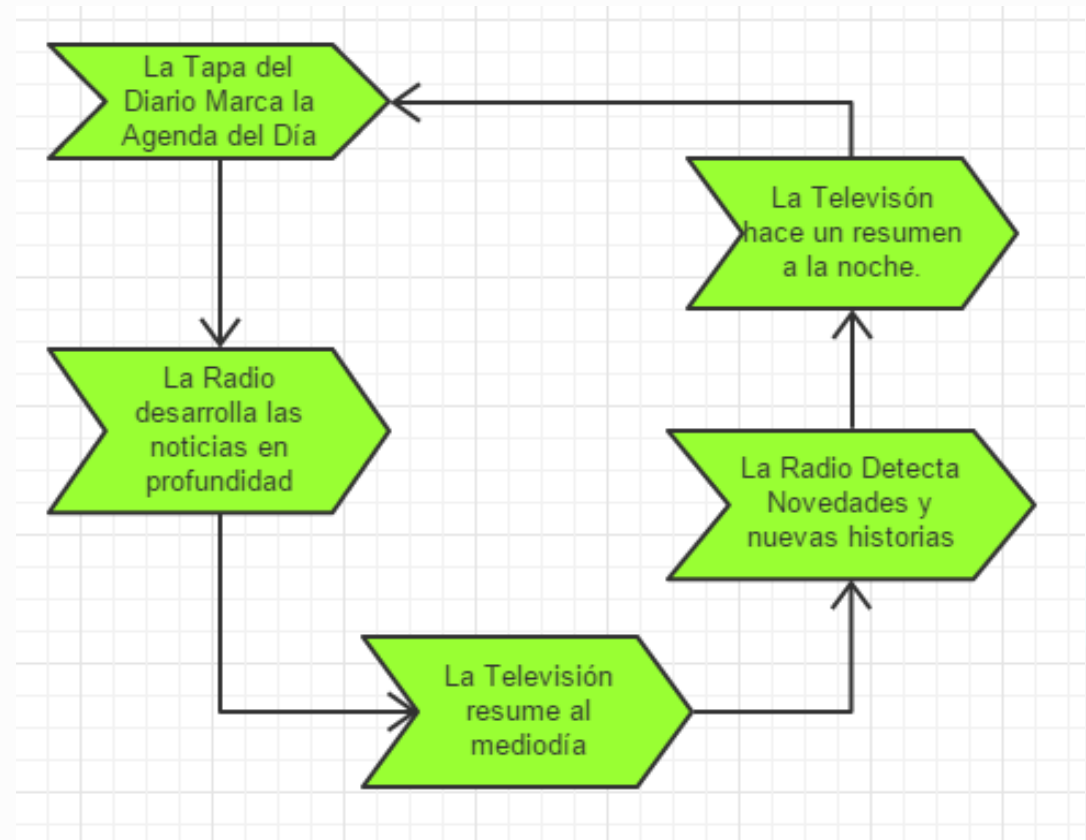 La Tapa del
Diario Marca la
Agenda del Día
La Radio
desarrolla las
noticias en
profundidad
La Televisión
resume al
mediodía
La Radio Detecta
Novedades y
nuevas historias
La Televisón
hace un resumen
a la noche.